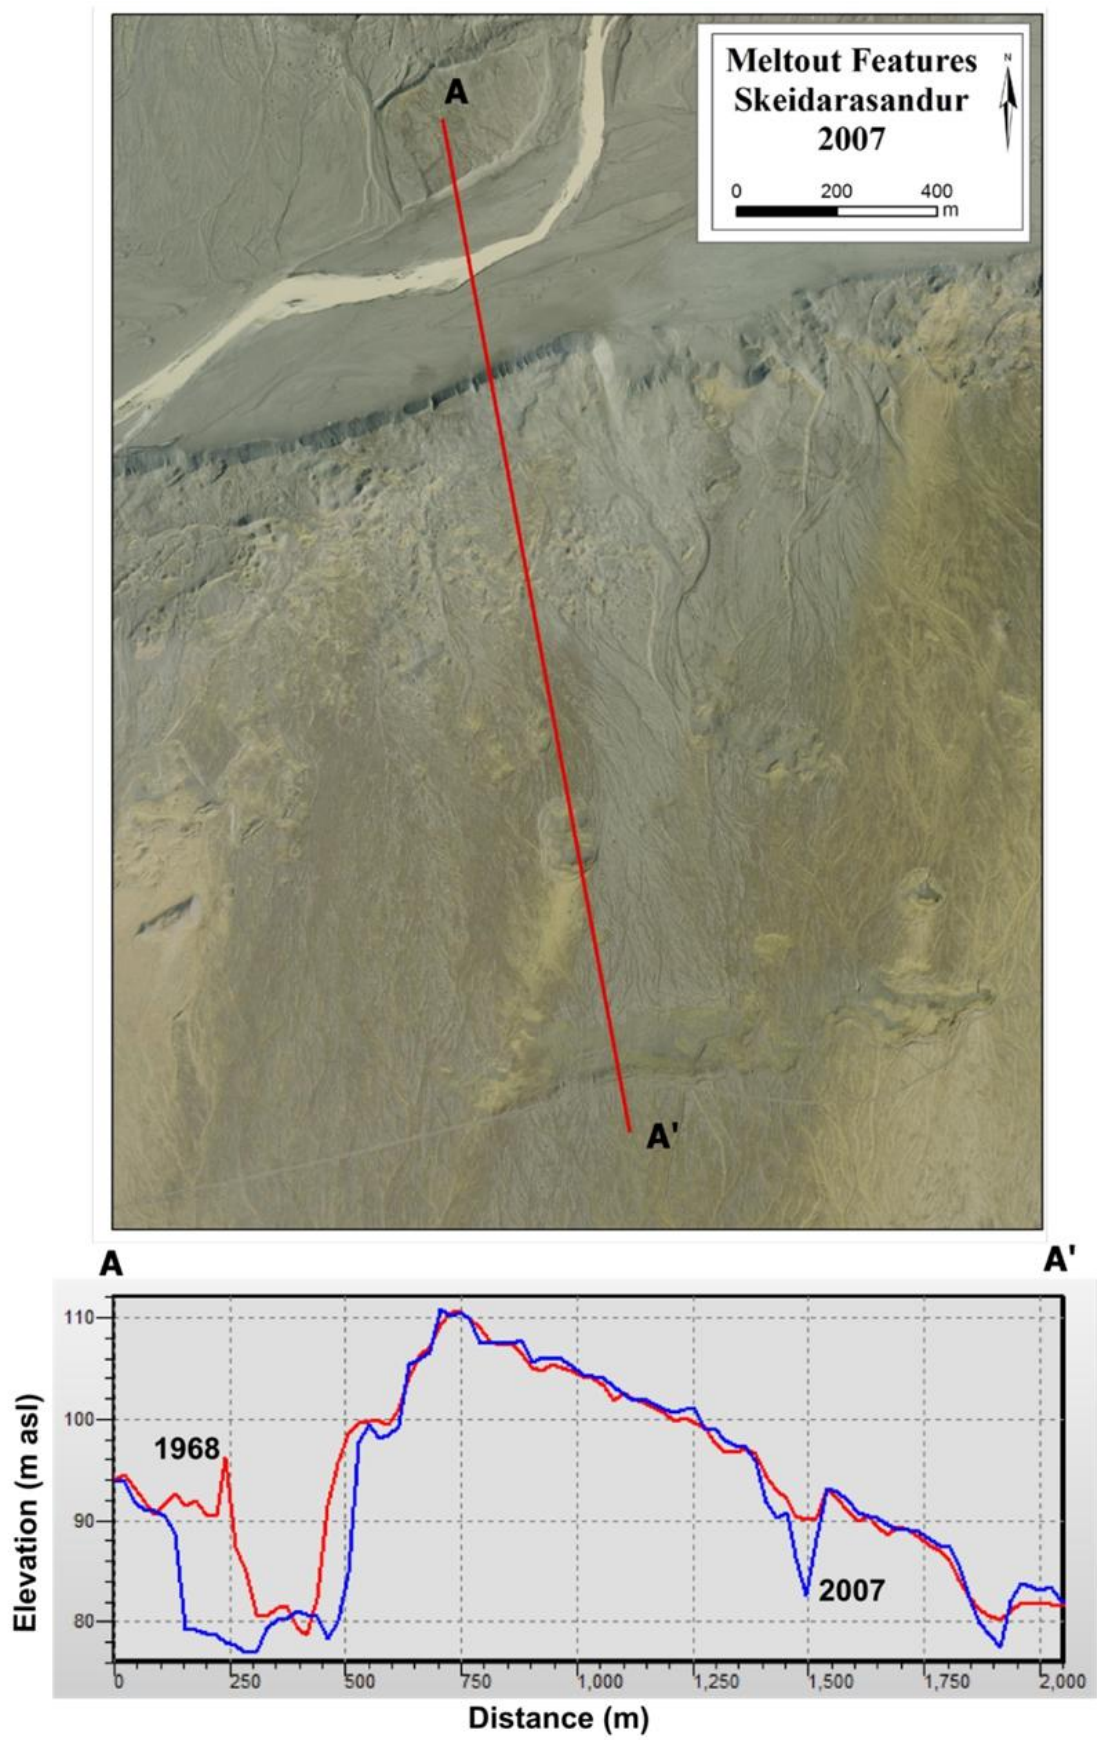 Meltout Features
Skeidarasandur
2007
N
0 200 400
m
A
A'
A A'
110
100
90
80
1968
2007
Elevation (m asl)
0 250 500 750 1,000 1,250 1,500 1,750 2,000
Distance (m)